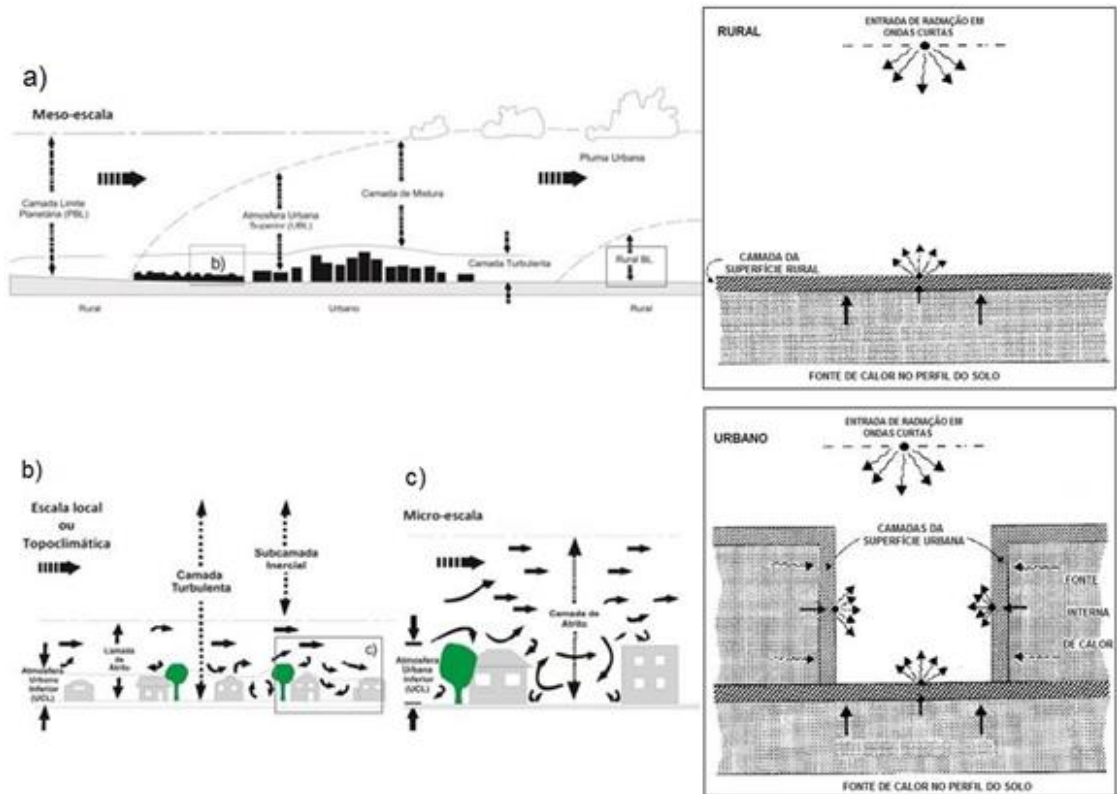 a)
Meso-escala
Camada Limite
Planetária (PBL)
Atmosfera Urbana
Superior (UBL)
Camada de Mistura
Pluma Urbana
b)
Camada Turbulenta
Rural BL
Rural
Urbano
Rural
RURAL
ENTRADA DE RADIAÇÃO EM
ONDAS CURTAS
CAMADA DA
SUPERFÍCIE RURAL
FONTE DE CALOR NO PERFIL DO SOLO
b)
Escala local
ou
Topoclimática
Camada
Turbulenta
Subcamada
Inercial
Camada
de
Atrito
Atmosfera
Urbana
Inferior
(UCL)
c)
c)
Micro-escala
Camada de
Atrito
Atmosfera
Urbana
Inferior
(UCL)
URBANO
ENTRADA DE RADIAÇÃO EM
ONDAS CURTAS
CAMADAS DA
SUPERFÍCIE URBANA
FONTE
INTERNA
DE CALOR
FONTE DE CALOR NO PERFIL DO SOLO